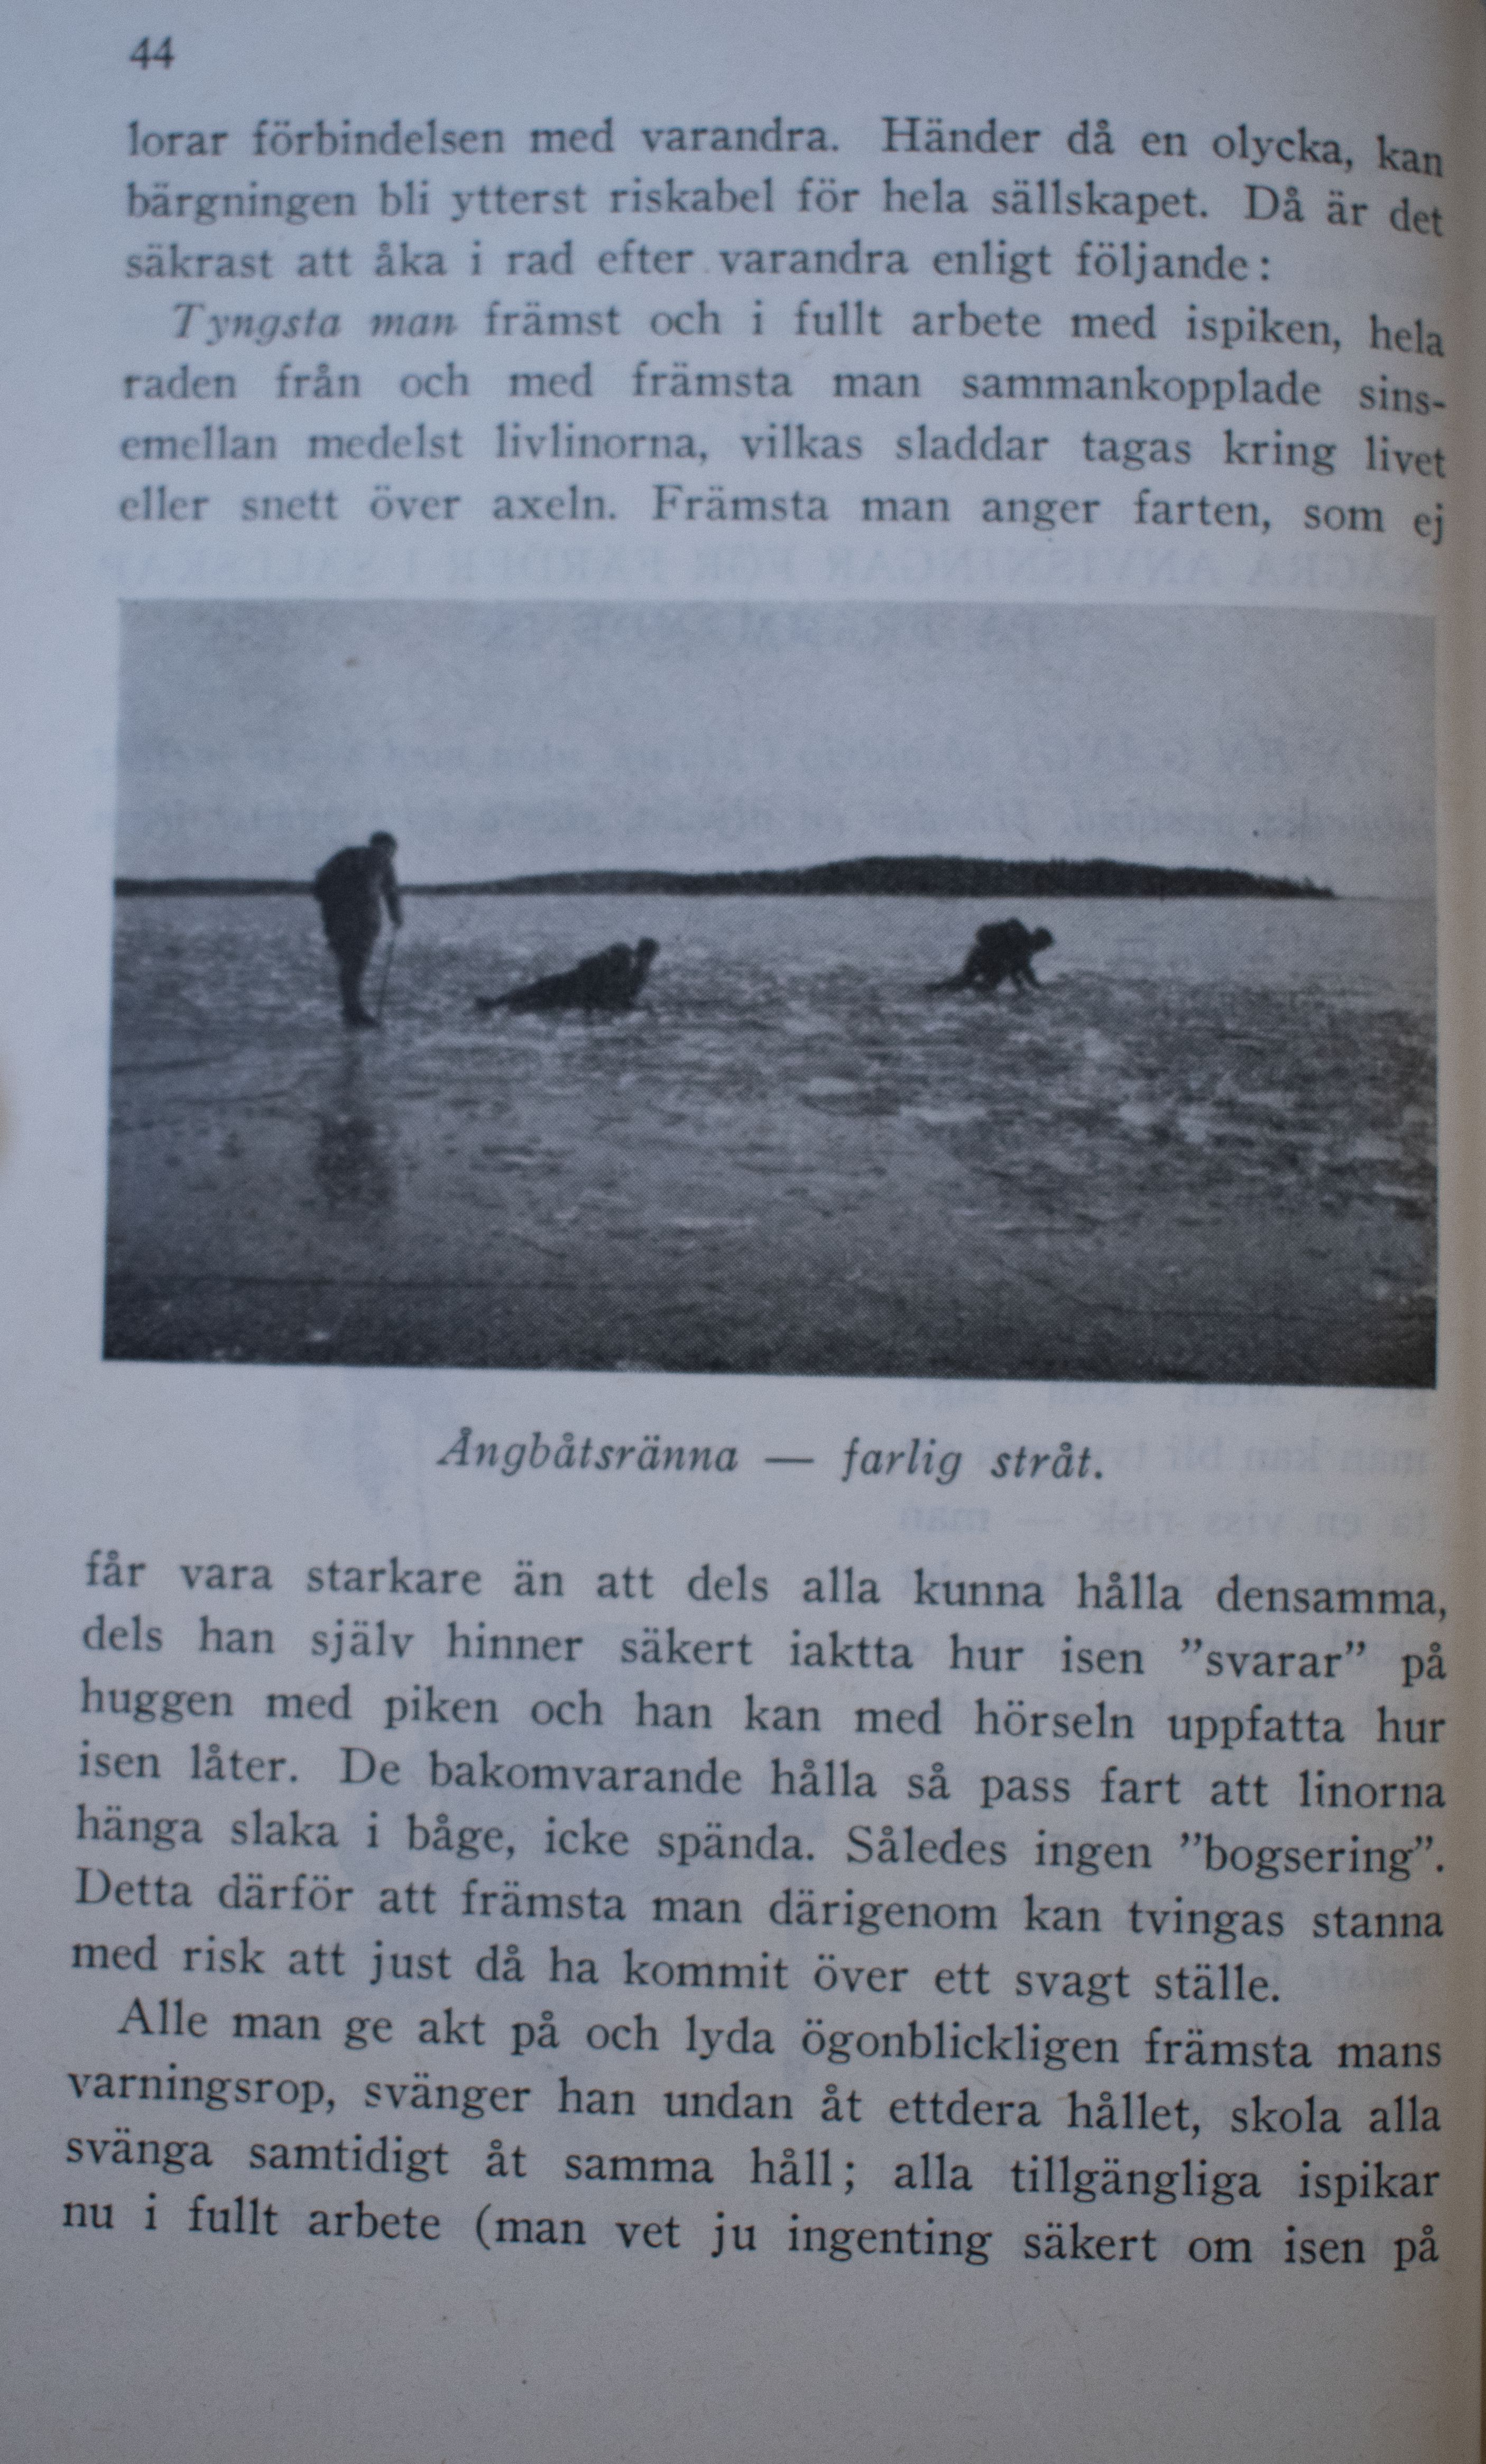 44
lorar förbindelsen med varandra. Händer då en olycka, kan
bärgningen bli ytterst riskabel för hela sällskapet. Då är det
säkrast att åka i rad efter varandra enligt följande:
Tyngsta man främst och i fullt arbete med ispiken, hela
raden från och med främsta man sammankopplade sins-
emellan medelst livlinorna, vilkas sladdar tagas kring livet
eller snett över axeln. Främsta man anger farten, som ej
Ångbåtsränna — farlig stråt.
får vara starkare än att dels alla kunna hålla densamma,
dels han själv hinner säkert iaktta hur isen ”svarar” på
huggen med piken och han kan med hörseln uppfatta hur
isen låter. De bakomvarande hålla så pass fart att linorna
hänga slaka i båge, icke spända. Således ingen ”bogsering”.
Detta därför att främsta man därigenom kan tvingas stanna
med risk att just då ha kommit över ett svagt ställe.
Alle man ge akt på och lyda ögonblickligen främsta mans
varningsrop, svänger han undan åt ettdera hållet, skola alla
svänga samtidigt åt samma håll; alla tillgängliga ispikar
nu i fullt arbete (man vet ju ingenting säkert om isen på